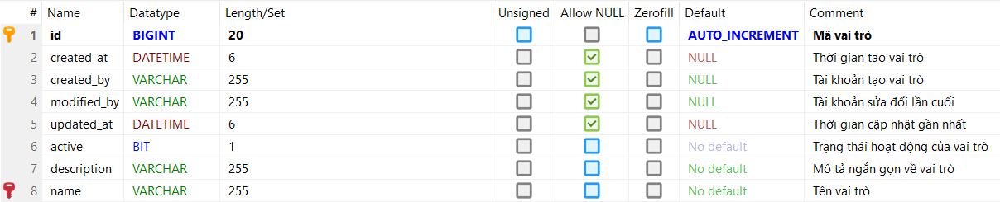 # Name Datatype Length/Set Unsigned Allow NULL Zerofill Default Comment
1 id BIGINT 20 AUTO_INCREMENT Mã vai trò
2 created_at DATETIME 6 NULL Thời gian tạo vai trò
3 created_by VARCHAR 255 NULL Tài khoản tạo vai trò
4 modified_by VARCHAR 255 NULL Tài khoản sửa đổi lần cuối
5 updated_at DATETIME 6 NULL Thời gian cập nhật gần nhất
6 active BIT 1 No default Trạng thái hoạt động của vai trò
7 description VARCHAR 255 No default Mô tả ngắn gọn về vai trò
8 name VARCHAR 255 No default Tên vai trò